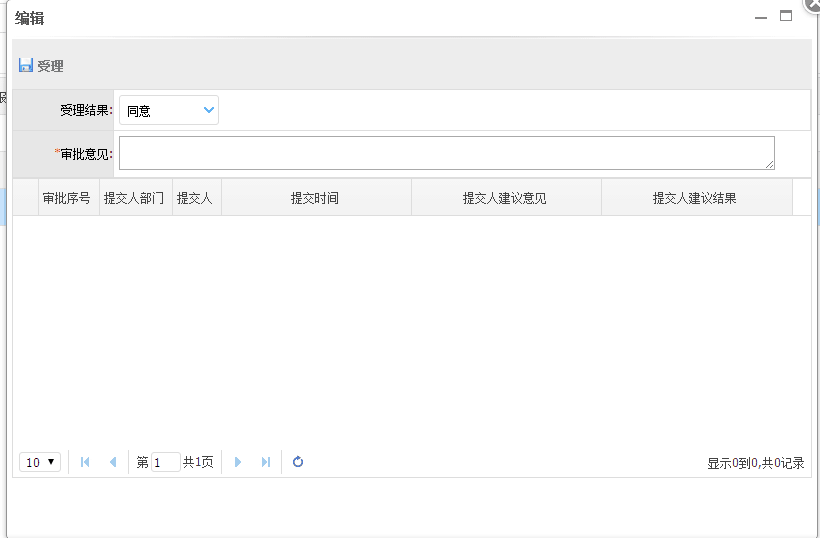 编辑
受理
受理结果:
同意
*审批意见:
审批序号 提交人部门 提交人 提交时间 提交人建议意见 提交人建议结果
10 第 1 共1页 显示0到0,共0记录